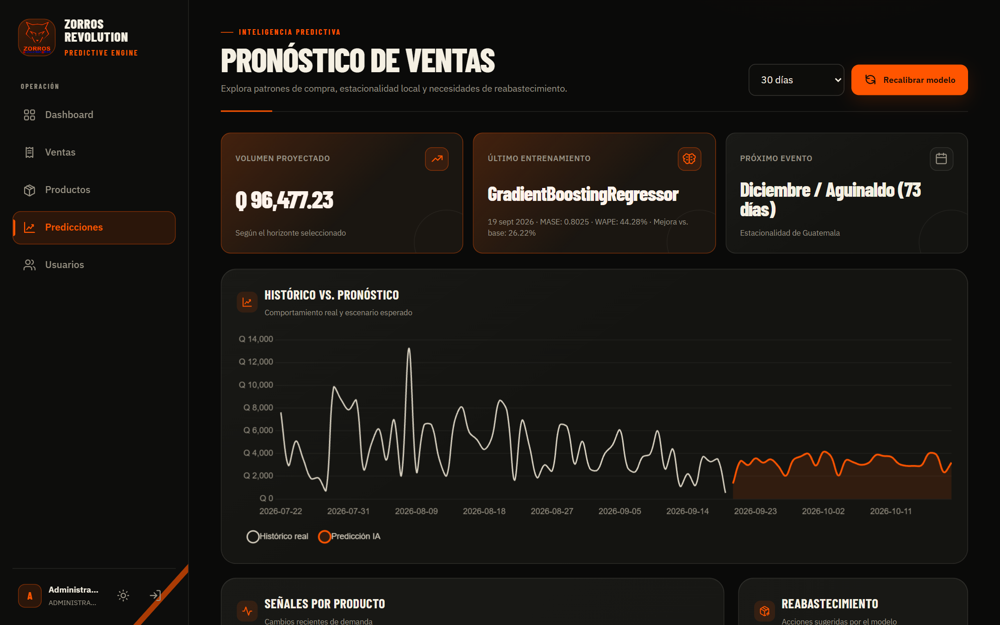 ZORROS
ZORROS
REVOLUTION
PREDICTIVE ENGINE
OPERACIÓN
Dashboard
Ventas
Productos
Predicciones
Usuarios
A
Administra...
ADMINISTRA...
INTELIGENCIA PREDICTIVA
PRONÓSTICO DE VENTAS
Explora patrones de compra, estacionalidad local y necesidades de reabastecimiento.
30 días
Recalibrar modelo
VOLUMEN PROYECTADO
Q 96,477.23
Según el horizonte seleccionado
ÚLTIMO ENTRENAMIENTO
GradientBoostingRegressor
19 sept 2026 · MASE: 0.8025 · WAPE: 44.28% · Mejora vs.
base: 26.22%
PRÓXIMO EVENTO
Diciembre / Aguinaldo (73
días)
Estacionalidad de Guatemala
HISTÓRICO VS. PRONÓSTICO
Comportamiento real y escenario esperado
Q 14,000
Q 12,000
Q 10,000
Q 8,000
Q 6,000
Q 4,000
Q 2,000
Q 0
2026-07-22 2026-07-31 2026-08-09 2026-08-18 2026-08-27 2026-09-05 2026-09-14 2026-09-23 2026-10-02 2026-10-11
Histórico real Predicción IA
SEÑALES POR PRODUCTO
Cambios recientes de demanda
REABASTECIMIENTO
Acciones sugeridas por el modelo